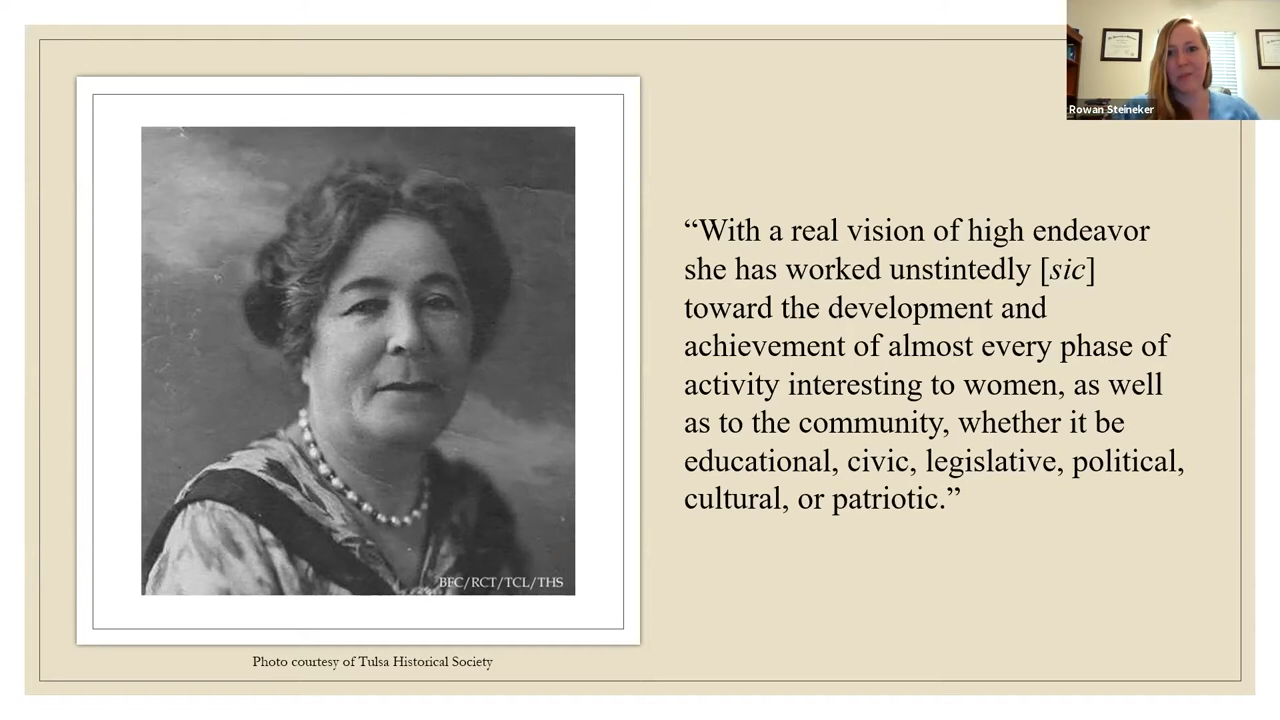 Rowan Steineker
“With a real vision of high endeavor
she has worked unstintedly [sic]
toward the development and
achievement of almost every phase of
activity interesting to women, as well
as to the community, whether it be
educational, civic, legislative, political,
cultural, or patriotic.”
BFC/RCT/TCL/THS
Photo courtesy of Tulsa Historical Society